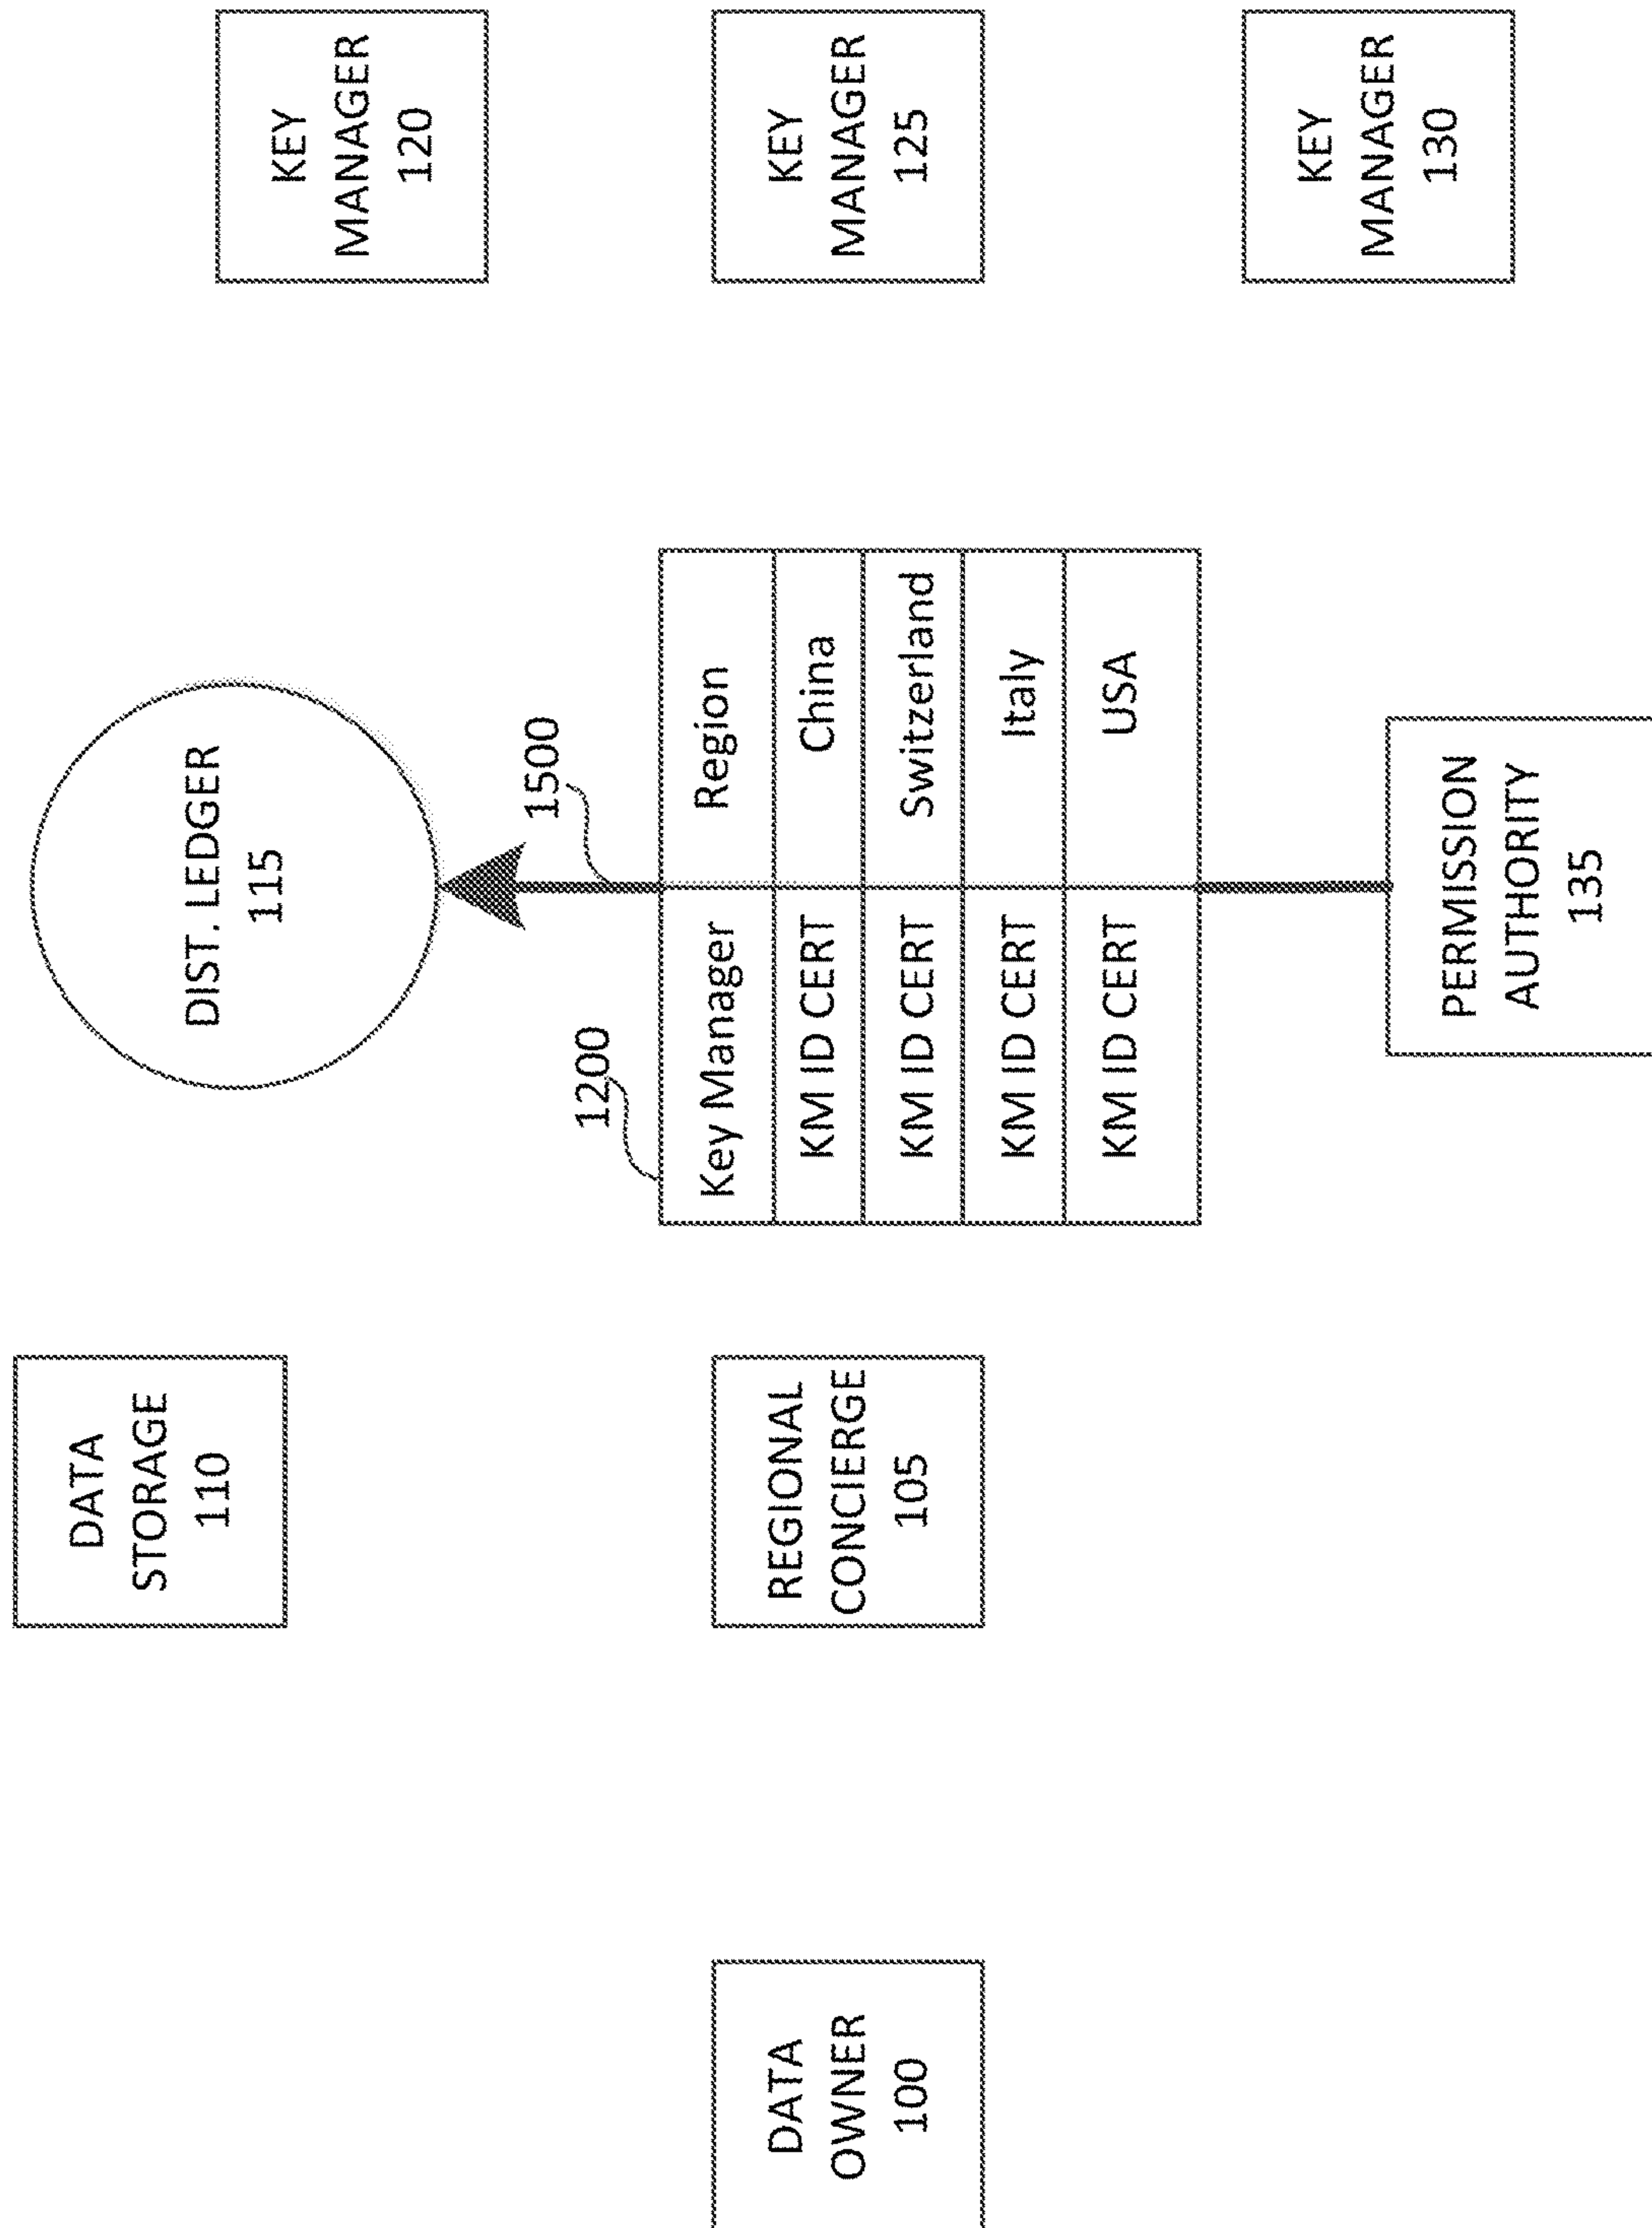 DATA
STORAGE
110
DIST. LEDGER
115
KEY
MANAGER
120
1500
1200
DATA
OWNER
100
REGIONAL
CONCIERGE
105
Key Manager Region
KM ID CERT China
KM ID CERT Switzerland
KM ID CERT Italy
KM ID CERT USA
KEY
MANAGER
125
KEY
MANAGER
130
PERMISSION
AUTHORITY
135